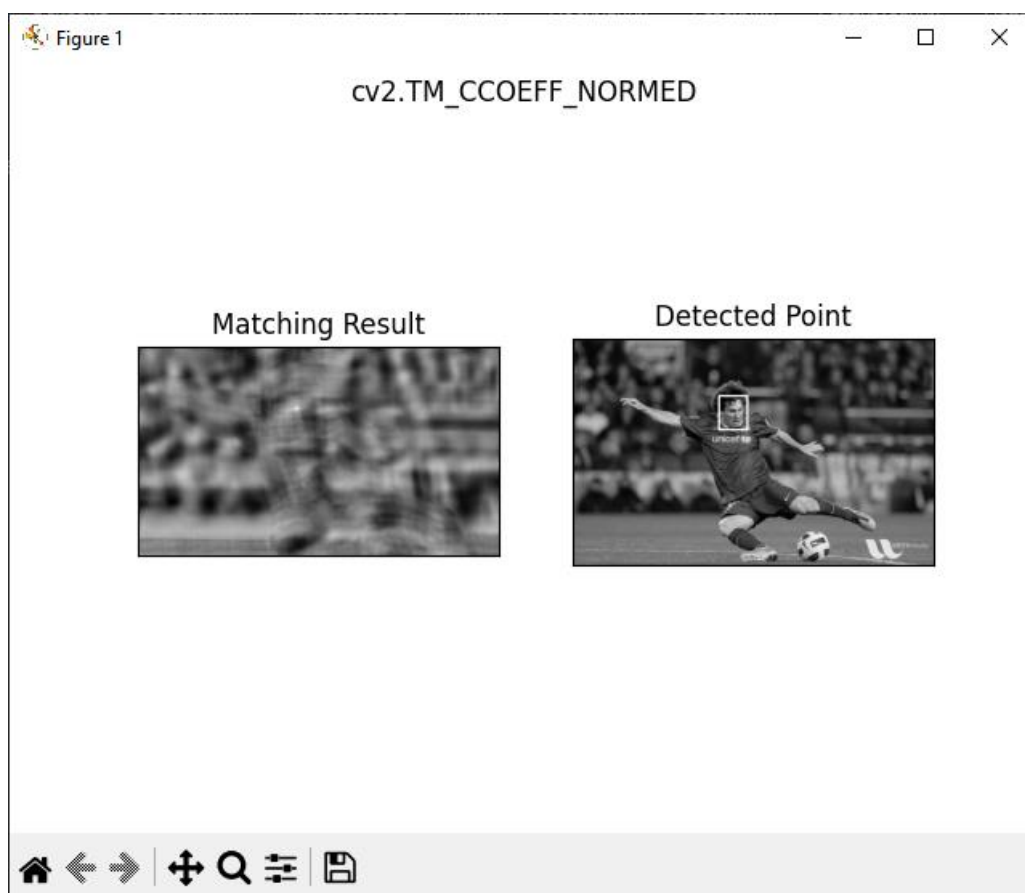 Figure 1
cv2.TM_CCOEFF_NORMED
Matching Result
Detected Point
unicef